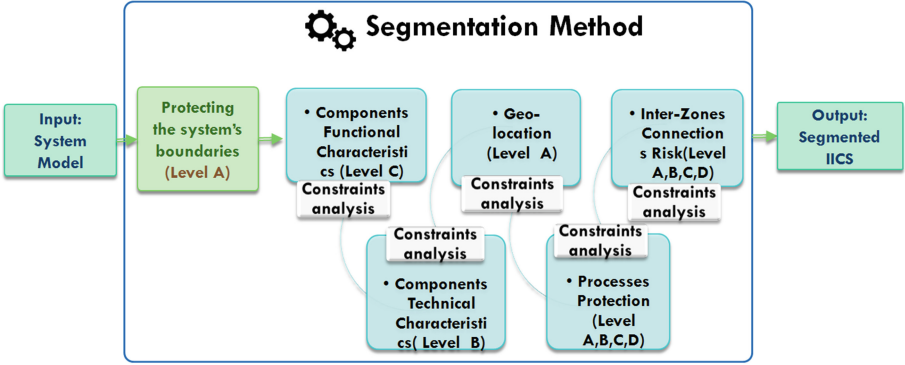 Segmentation Method
Input:
System
Model
Protecting
the system's
boundaries
(Level A)
• Components
Functional
Characteristi
cs (Level C)
Constraints
analysis
Constraints
analysis
• Components
Technical
Characteristi
cs( Level B)
• Geo-
location
(Level A)
Constraints
analysis
Constraints
analysis
• Processes
Protection
(Level
A,B,C,D)
• Inter-Zones
Connection
s Risk(Level
A,B,C,D)
Constraints
analysis
Output:
Segmented
IICS